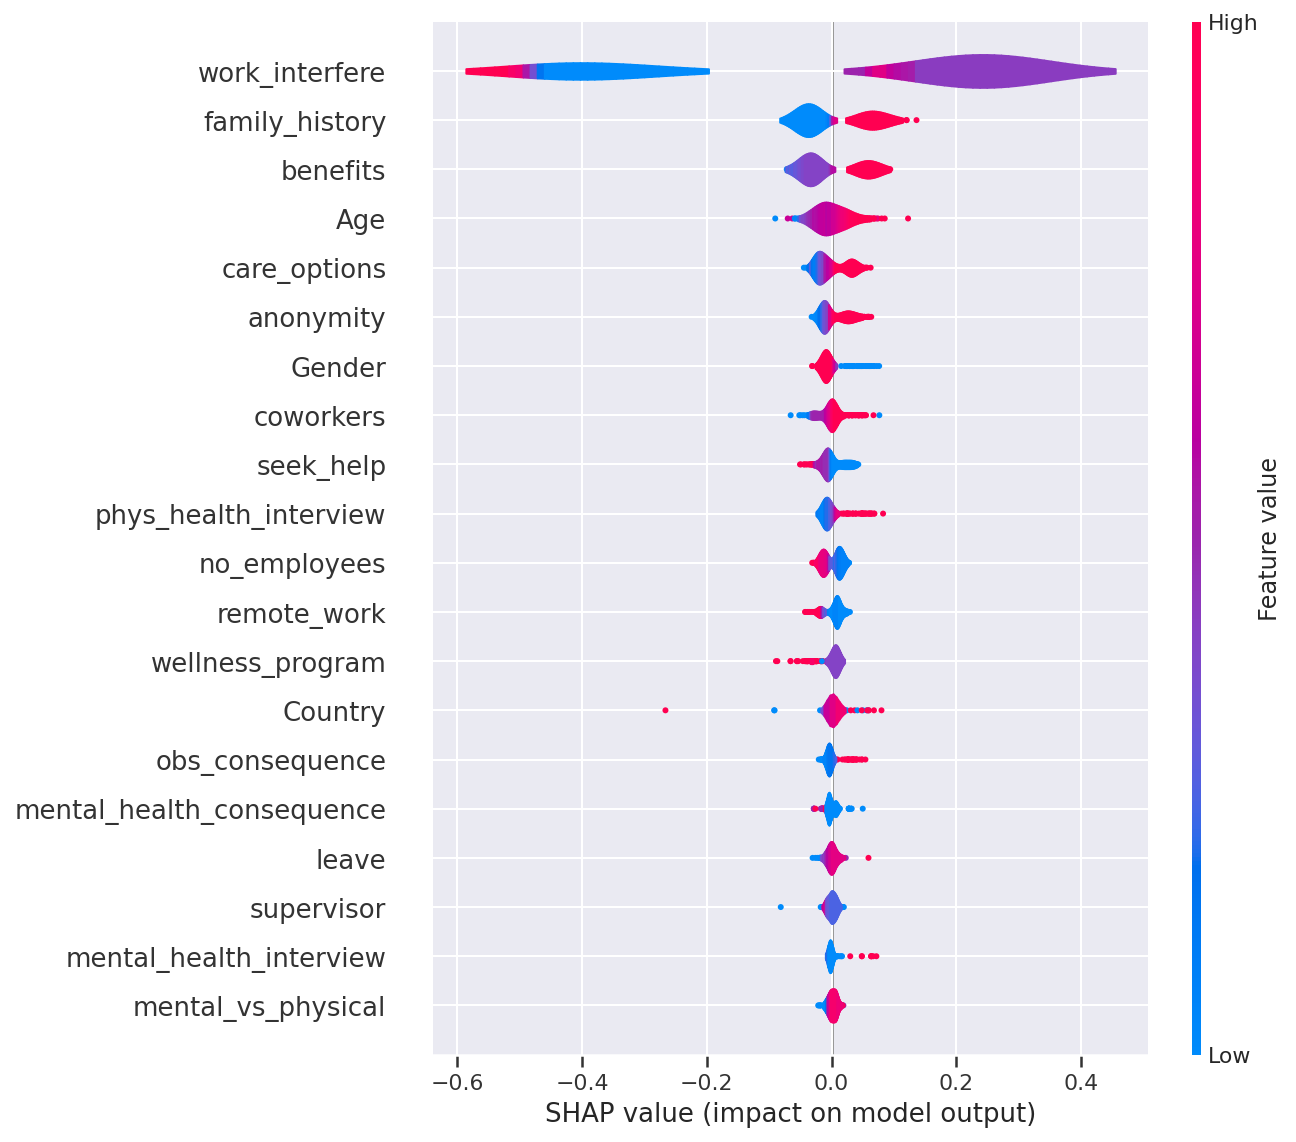 High
work_interfere
family_history
benefits
Age
care_options
anonymity
Gender
coworkers
seek_help
phys_health_interview
no_employees
remote_work
wellness_program
Country
obs_consequence
mental_health_consequence
leave
supervisor
mental_health_interview
mental_vs_physical
Feature value
Low
−0.6 −0.4 −0.2 0.0 0.2 0.4
SHAP value (impact on model output)